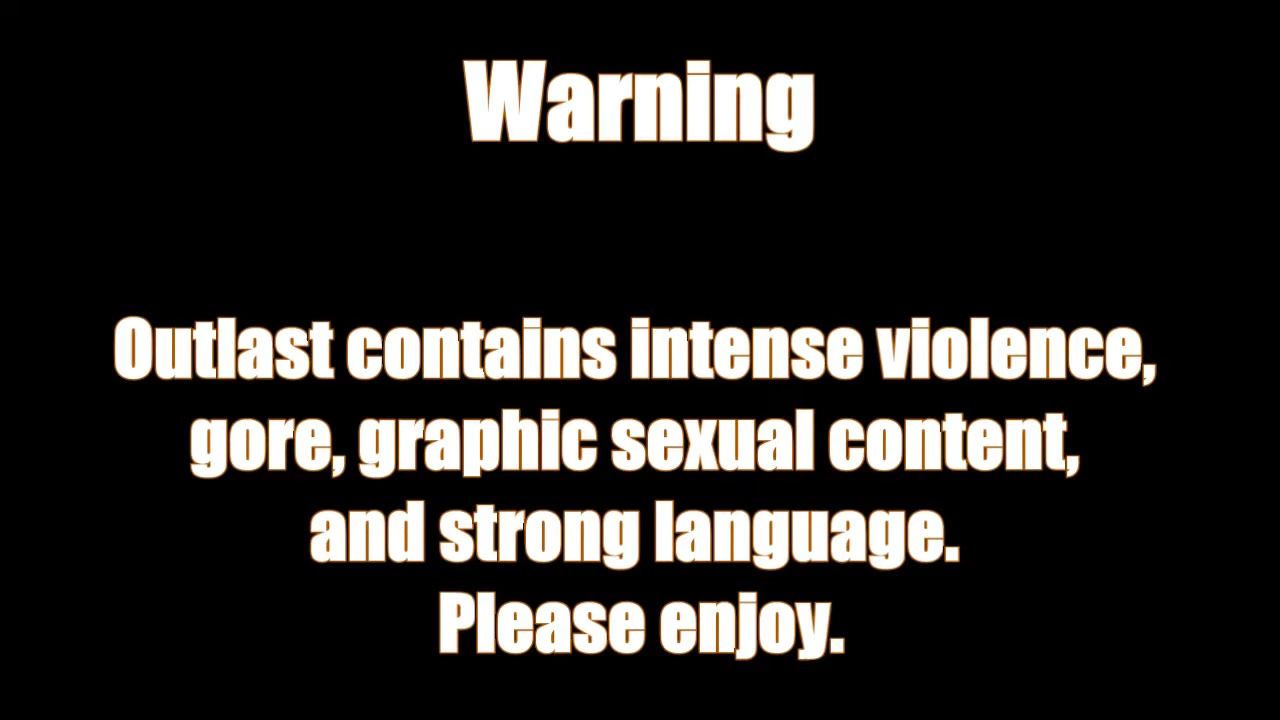 Warning
Outlast contains intense violence,
gore, graphic sexual content,
and strong language.
Please enjoy.